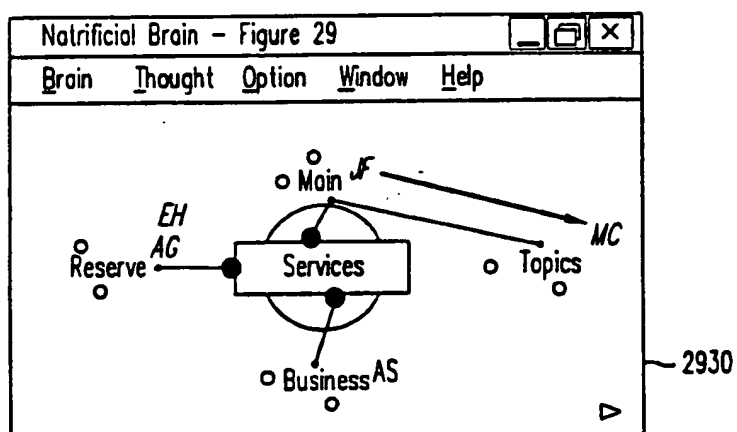 Natrificial Brain - Figure 29
Brain Thought Option Window Help
Main JF
EH
AG
MC
Reserve
Services
Topics
Business AS
2930